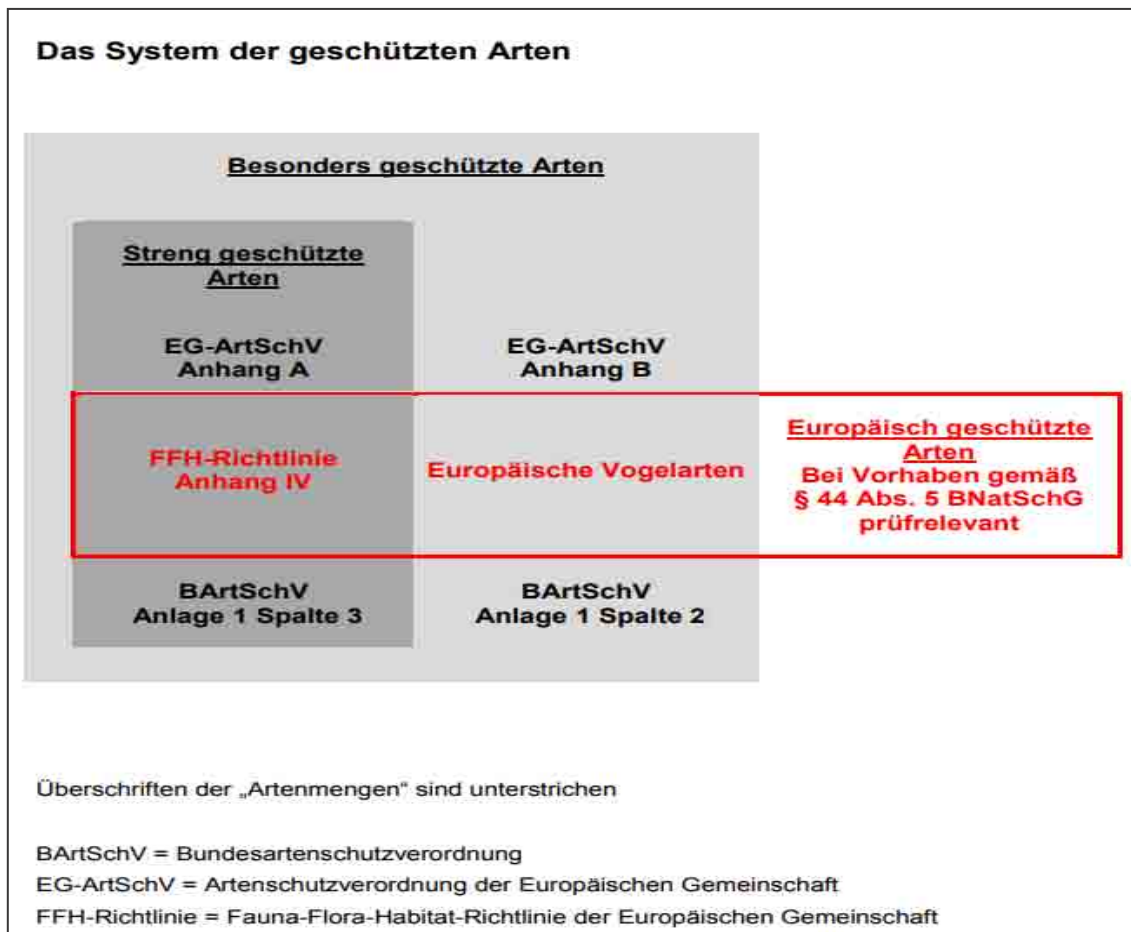 Das System der geschützten Arten
Besonders geschützte Arten
Streng geschützte
Arten
EG-ArtSchV
Anhang A
EG-ArtSchV
Anhang B
FFH-Richtlinie
Anhang IV
Europäische Vogelarten
Europäisch geschützte
Arten
Bei Vorhaben gemäß
§ 44 Abs. 5 BNatSchG
prüfrelevant
BArtSchV
Anlage 1 Spalte 3
BArtSchV
Anlage 1 Spalte 2
Überschriften der „Artenmengen“ sind unterstrichen
BArtSchV = Bundesartenschutzverordnung
EG-ArtSchV = Artenschutzverordnung der Europäischen Gemeinschaft
FFH-Richtlinie = Fauna-Flora-Habitat-Richtlinie der Europäischen Gemeinschaft